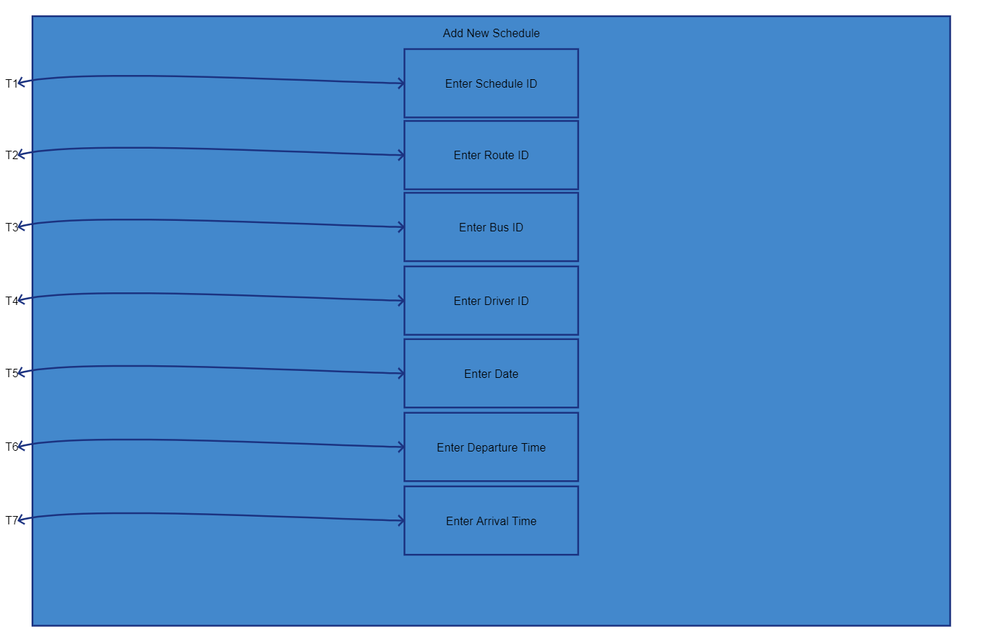 Add New Schedule
T1
Enter Schedule ID
T2
Enter Route ID
T3
Enter Bus ID
T4
Enter Driver ID
T5
Enter Date
T6
Enter Departure Time
T7
Enter Arrival Time